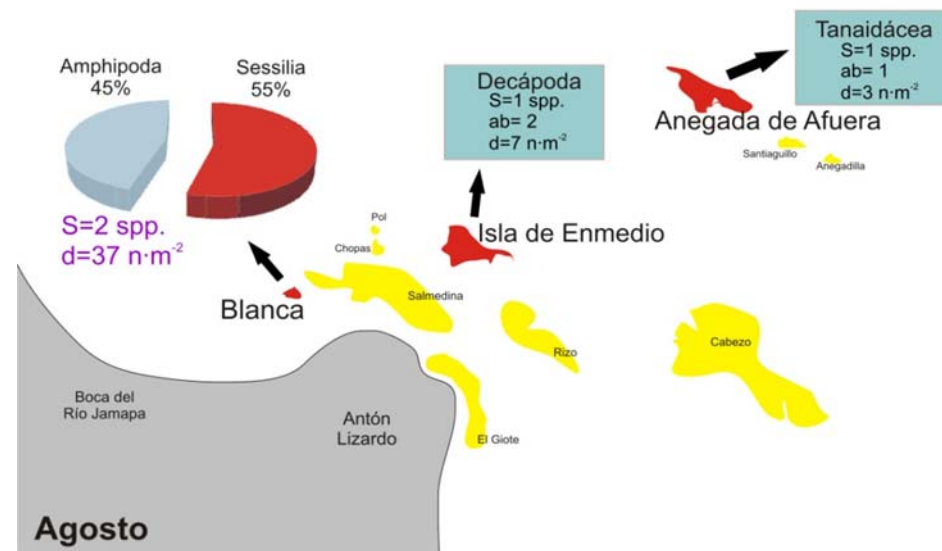 Amphipoda
45%
Sessilia
55%
S=2 spp.
d=37 n·m⁻²
Decápoda
S=1 spp.
ab= 2
d=7 n·m⁻²
Tanaidácea
S=1 spp.
ab= 1
d=3 n·m⁻²
Anegada de Afuera
Santiaguillo
Anegadilla
Pol
Chopas
Isla de Enmedio
Blanca
Salmedina
Rizo
Cabezo
Boca del
Río Jamapa
Antón
Lizardo
El Giote
Agosto